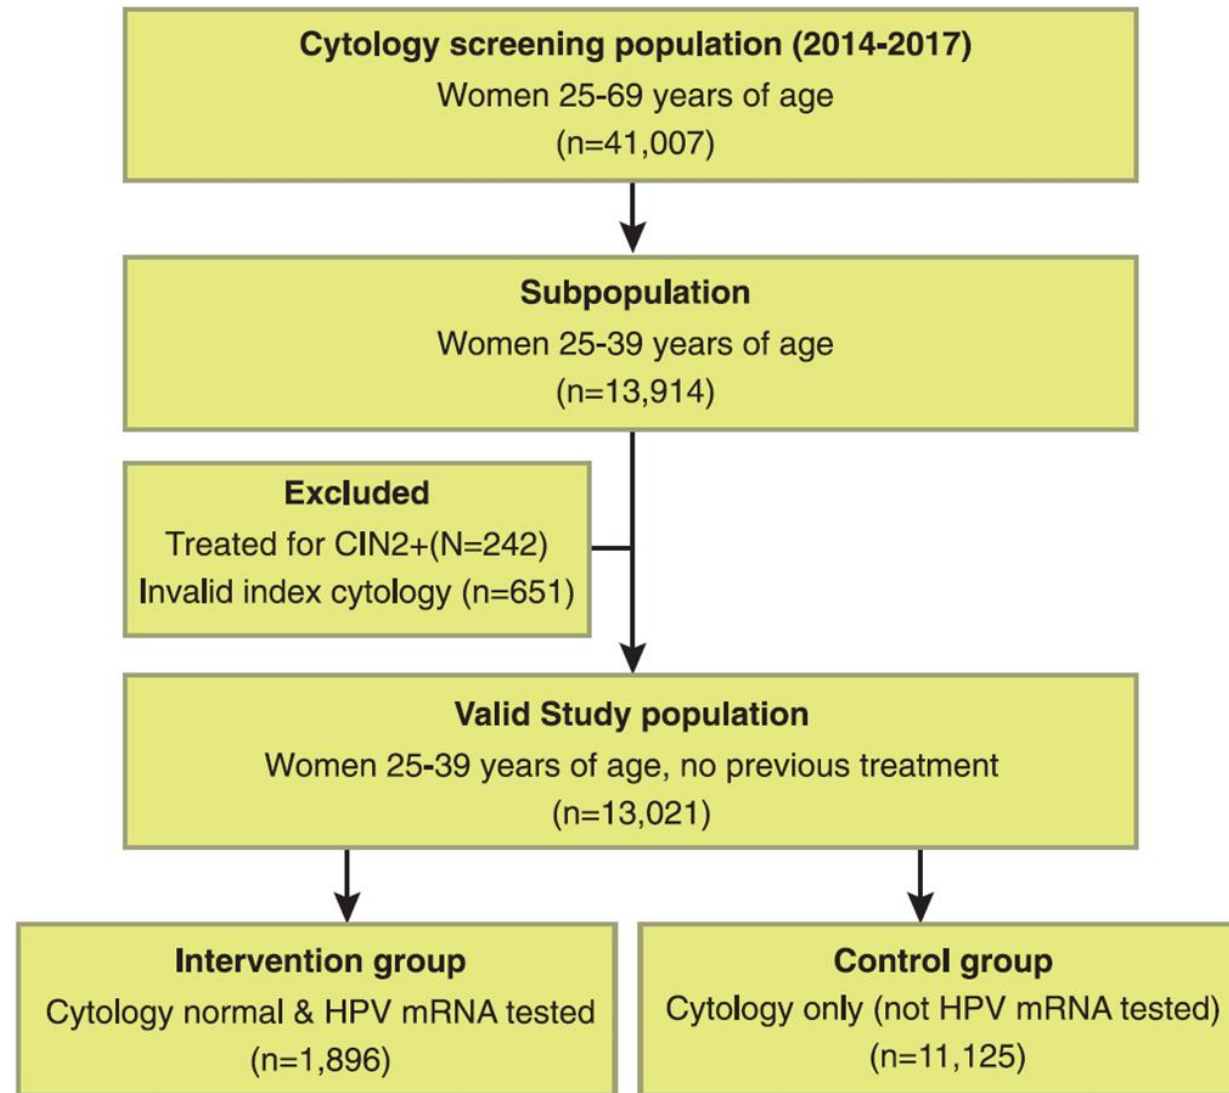 Cytology screening population (2014-2017)
Women 25-69 years of age
(n=41,007)
Subpopulation
Women 25-39 years of age
(n=13,914)
Excluded
Treated for CIN2+(N=242)
Invalid index cytology (n=651)
Valid Study population
Women 25-39 years of age, no previous treatment
(n=13,021)
Intervention group
Cytology normal & HPV mRNA tested
(n=1,896)
Control group
Cytology only (not HPV mRNA tested)
(n=11,125)